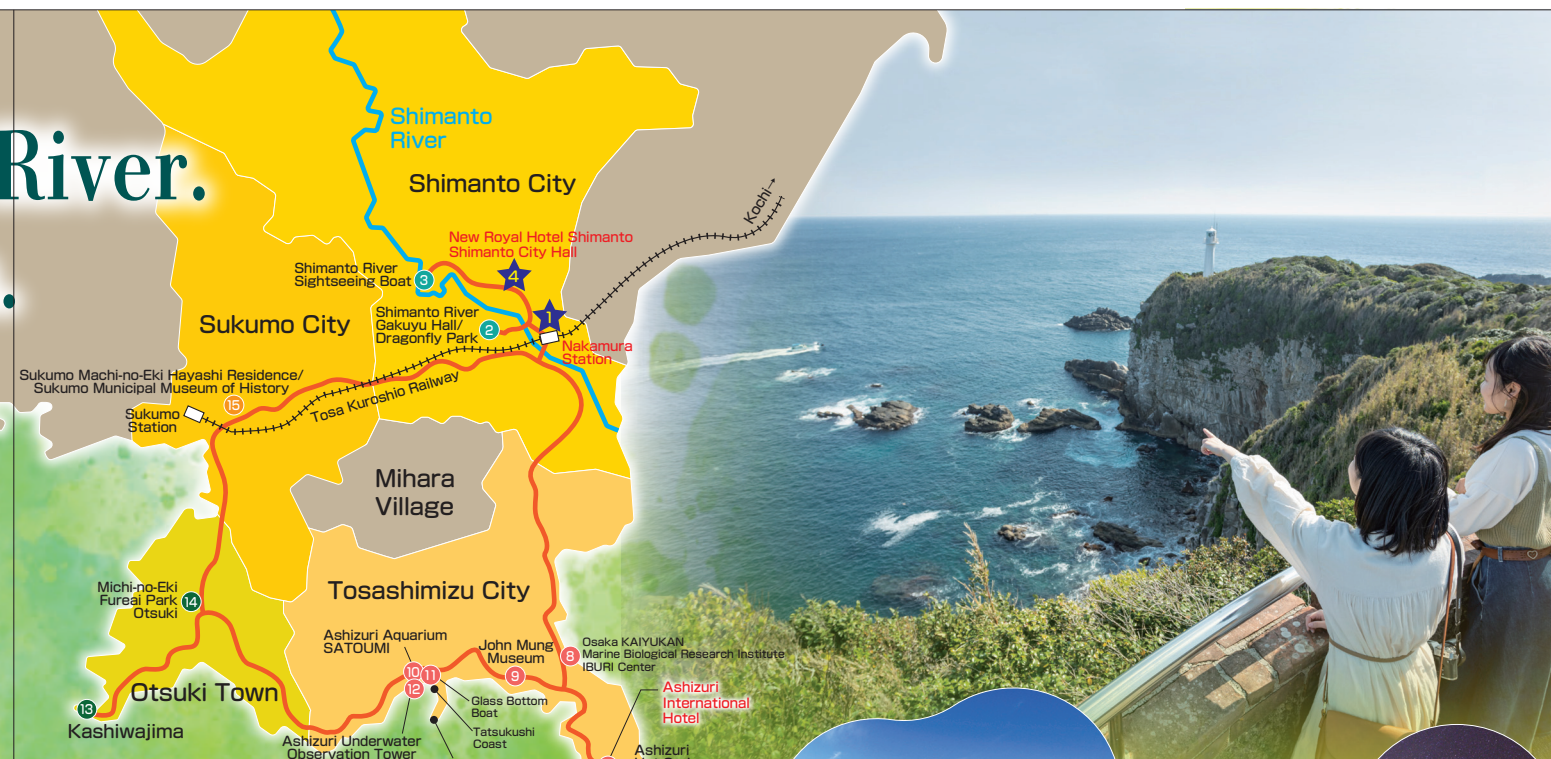 River.
Shimanto
River
Shimanto City
Kochi→
New Royal Hotel Shimanto
Shimanto City Hall
4
Shimanto River
Sightseeing Boat
3
Shimanto River
Gakuyu Hall/
Dragonfly Park
2
1
Nakamura
Station
Sukumo City
Sukumo Machi-no-Eki Hayashi Residence/
Sukumo Municipal Museum of History
15
Sukumo
Station
Tosa Kuroshio Railway
Mihara
Village
Michi-no-Eki
Fureai Park
Otsuki
14
Tosashimizu City
Ashizuri Aquarium
SATOUMI
10
11
12
John Mung
Museum
9
8
Osaka KAIYUKAN
Marine Biological Research Institute
IBURI Center
Otsuki Town
13
Kashiwajima
Glass Bottom
Boat
Tatsukushi
Coast
Ashizuri
International
Hotel
Ashizuri Underwater
Observation Tower
Ashizuri